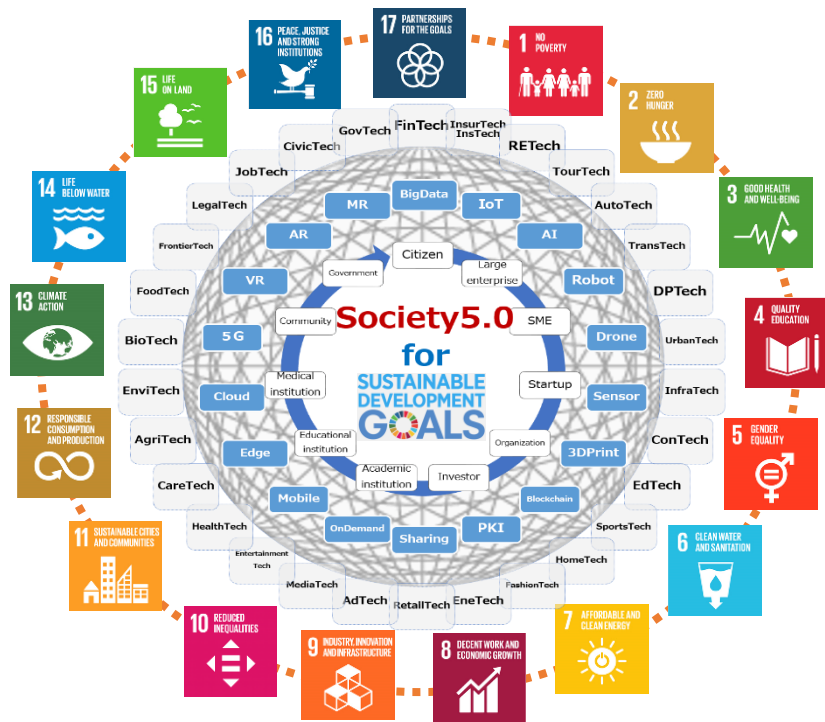 17 PARTNERSHIPS
FOR THE GOALS
1 NO
POVERTY
2 ZERO
HUNGER
3 GOOD HEALTH
AND WELL-BEING
4 QUALITY
EDUCATION
5 GENDER
EQUALITY
6 CLEAN WATER
AND SANITATION
7 AFFORDABLE AND
CLEAN ENERGY
8 DECENT WORK AND
ECONOMIC GROWTH
9 INDUSTRY, INNOVATION
AND INFRASTRUCTURE
10 REDUCED
INEQUALITIES
11 SUSTAINABLE CITIES
AND COMMUNITIES
12 RESPONSIBLE
CONSUMPTION
AND PRODUCTION
13 CLIMATE
ACTION
14 LIFE
BELOW WATER
15 LIFE
ON LAND
16 PEACE, JUSTICE
AND STRONG
INSTITUTIONS
FinTech
InsurTech
InsTech
RETech
TourTech
AutoTech
TransTech
DPTech
UrbanTech
InfraTech
ConTech
EdTech
SportsTech
HomeTech
FashionTech
EneTech
RetailTech
AdTech
MediaTech
Entertainment
Tech
HealthTech
CareTech
AgriTech
EnviTech
BioTech
FoodTech
FrontierTech
LegalTech
JobTech
CivicTech
GovTech
BigData
IoT
AI
Robot
Drone
Sensor
3DPrint
Blockchain
PKI
Sharing
OnDemand
Mobile
Edge
Cloud
5G
VR
AR
MR
Citizen
Large
enterprise
SME
Startup
Organization
Investor
Academic
institution
Educational
institution
Medical
institution
Community
Government
Society5.0
for
SUSTAINABLE
DEVELOPMENT
GOALS